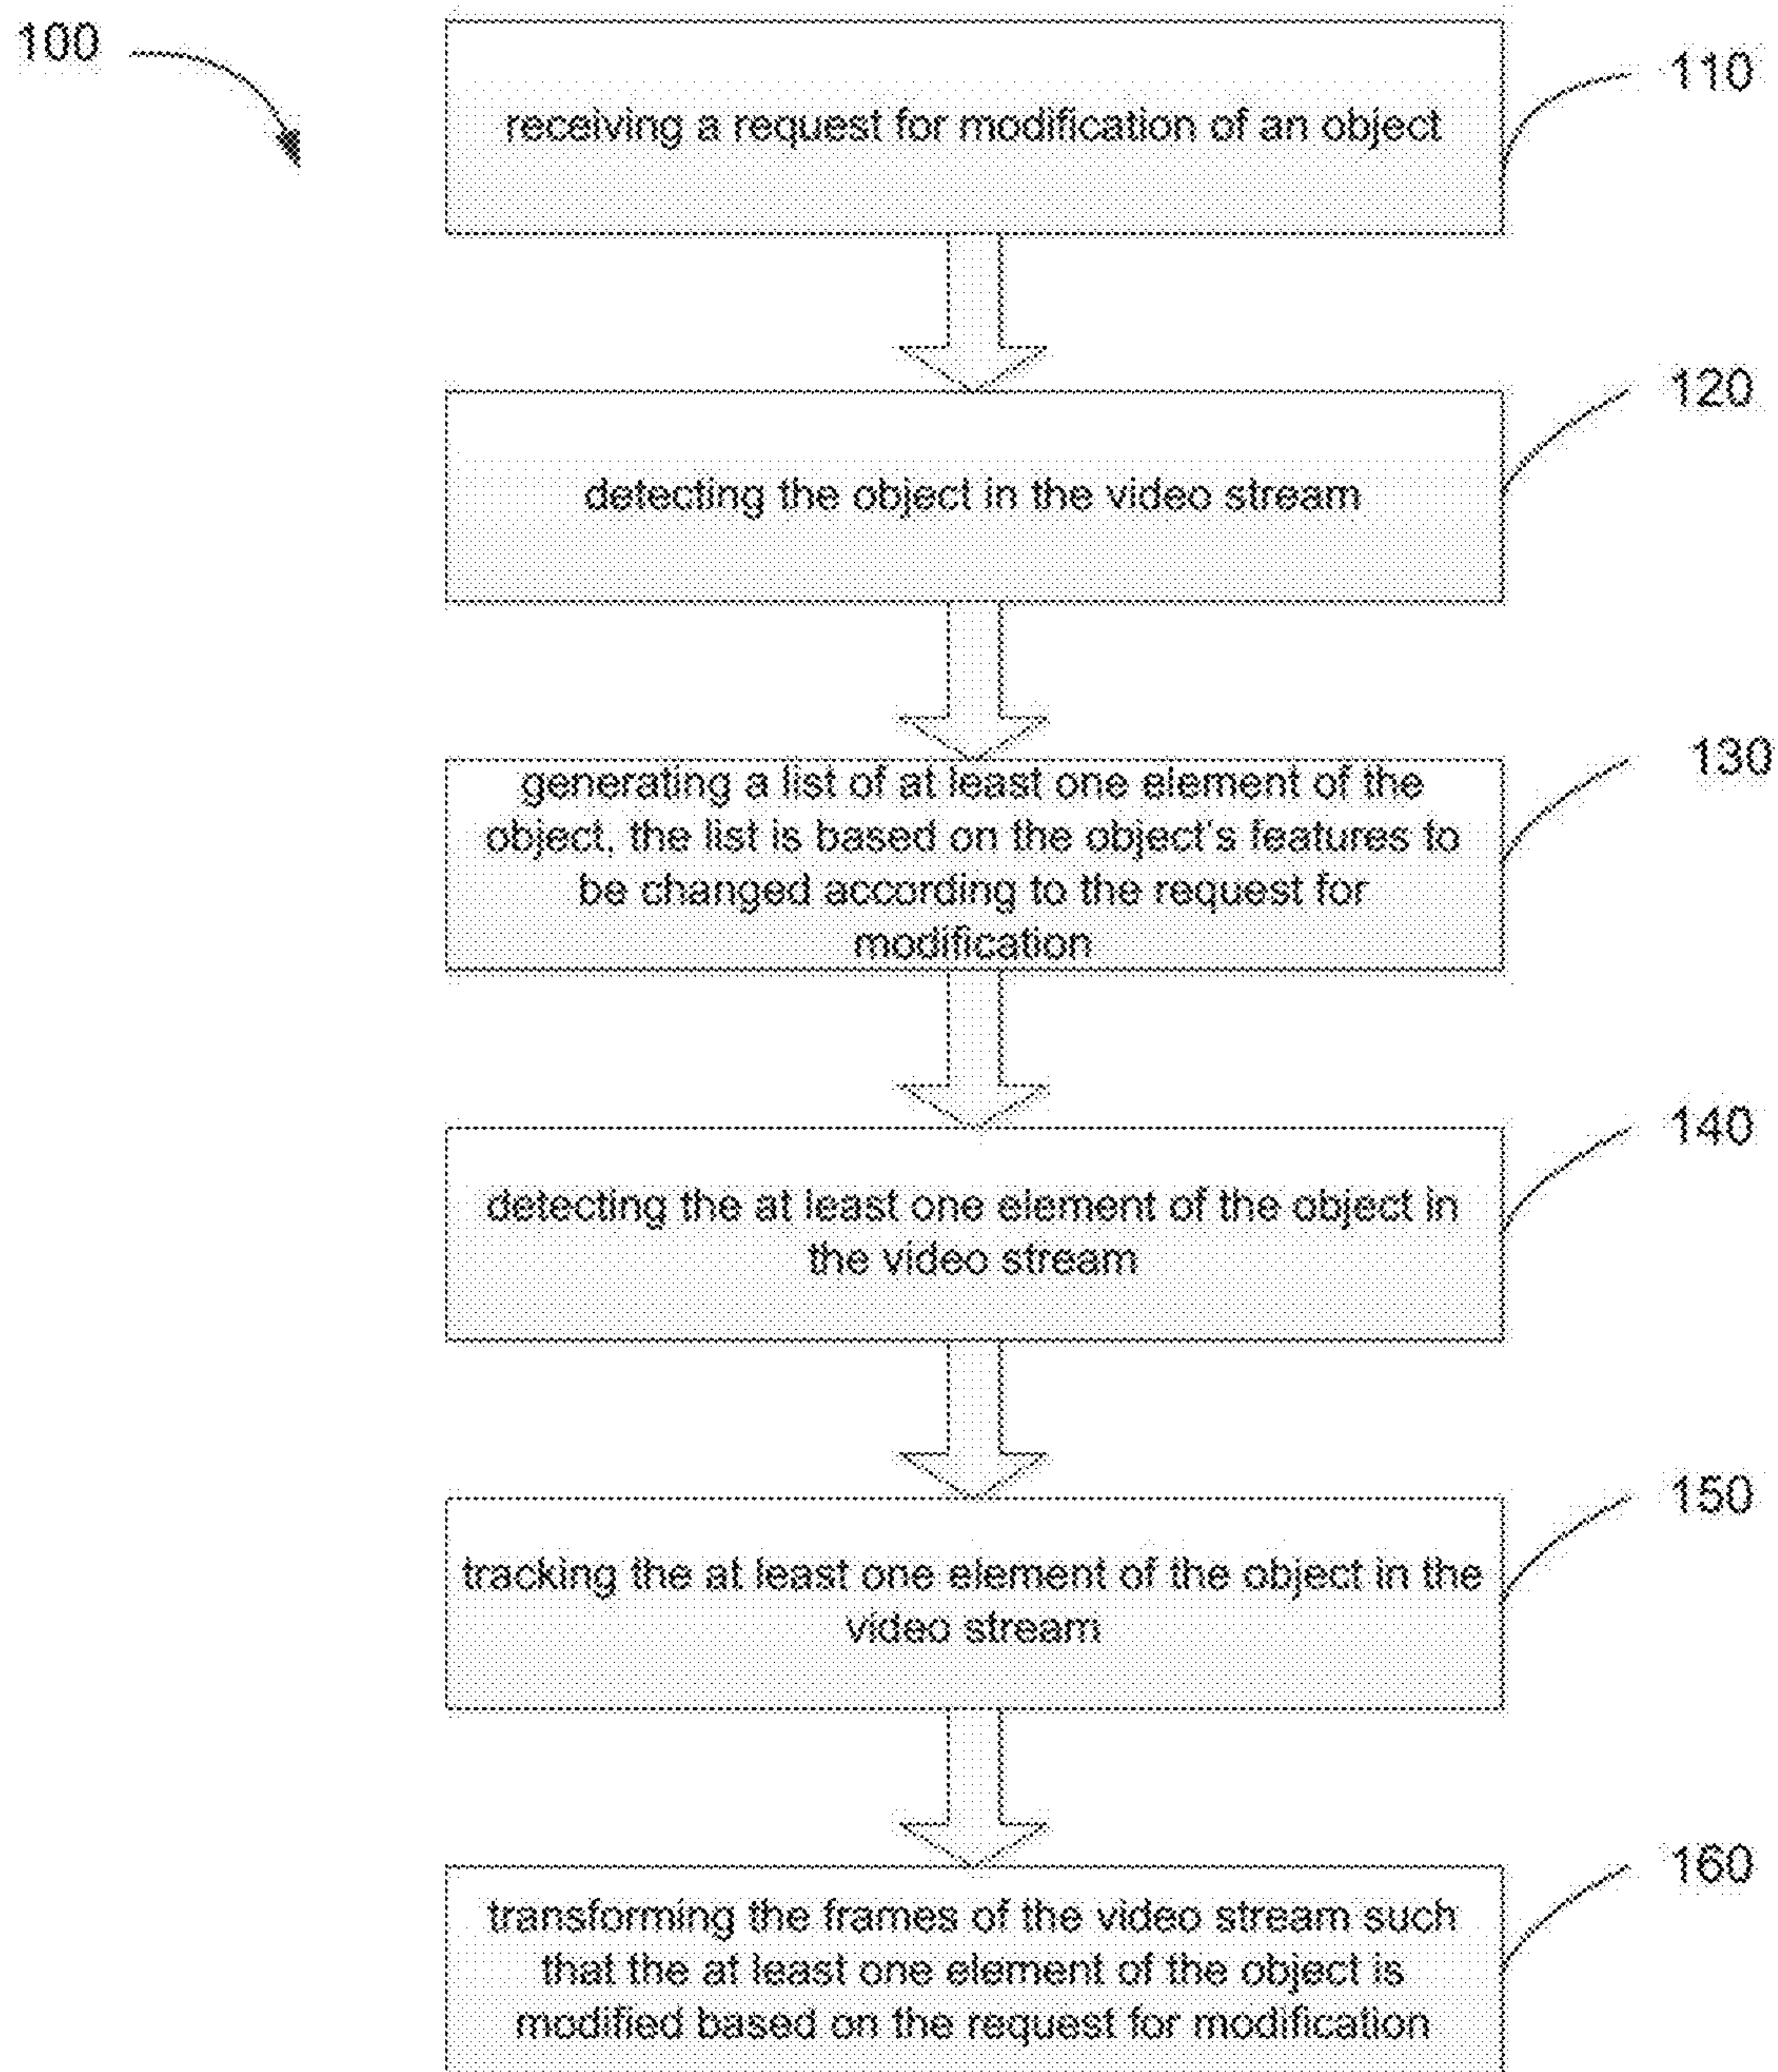 100
110
receiving a request for modification of an object
120
detecting the object in the video stream
130
generating a list of at least one element of the
object, the list is based on the object's features to
be changed according to the request for
modification
140
detecting the at least one element of the object in
the video stream
150
tracking the at least one element of the object in the
video stream
160
transforming the frames of the video stream such
that the at least one element of the object is
modified based on the request for modification